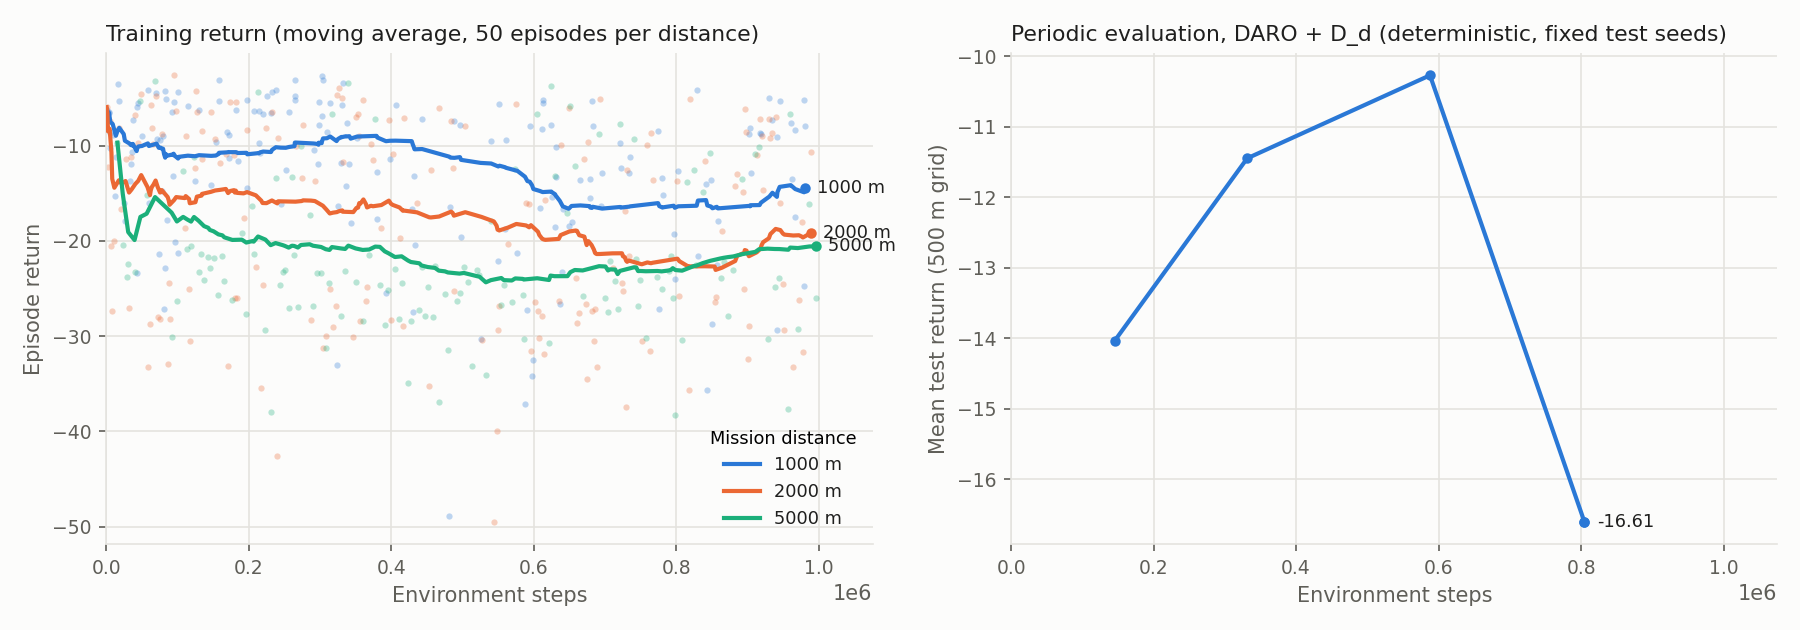 Training return (moving average, 50 episodes per distance)
Episode return
−10
−20
−30
−40
−50
1000 m
2000 m
5000 m
Mission distance
1000 m
2000 m
5000 m
0.0 0.2 0.4 0.6 0.8 1.0
1e6
Environment steps
Periodic evaluation, DARO + D_d (deterministic, fixed test seeds)
Mean test return (500 m grid)
−10
−11
−12
−13
−14
−15
−16
-16.61
0.0 0.2 0.4 0.6 0.8 1.0
1e6
Environment steps